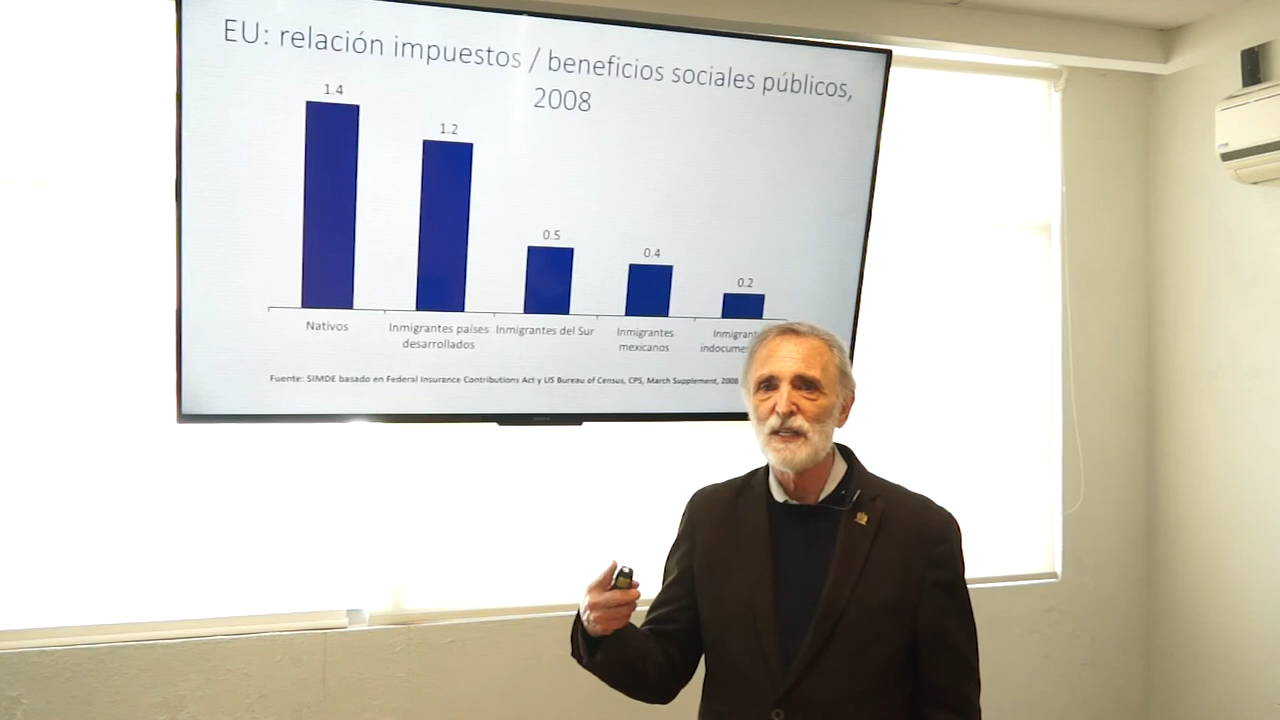 EU: relación impuestos / beneficios sociales públicos,
2008
1.4
1.2
0.5
0.4
0.2
Nativos
Inmigrantes países
desarrollados
Inmigrantes del Sur
Inmigrantes
mexicanos
Fuente: SIMDE basado en Federal Insurance Contributions Act y US Bureau of Census, CPS, March Supplement, 2008